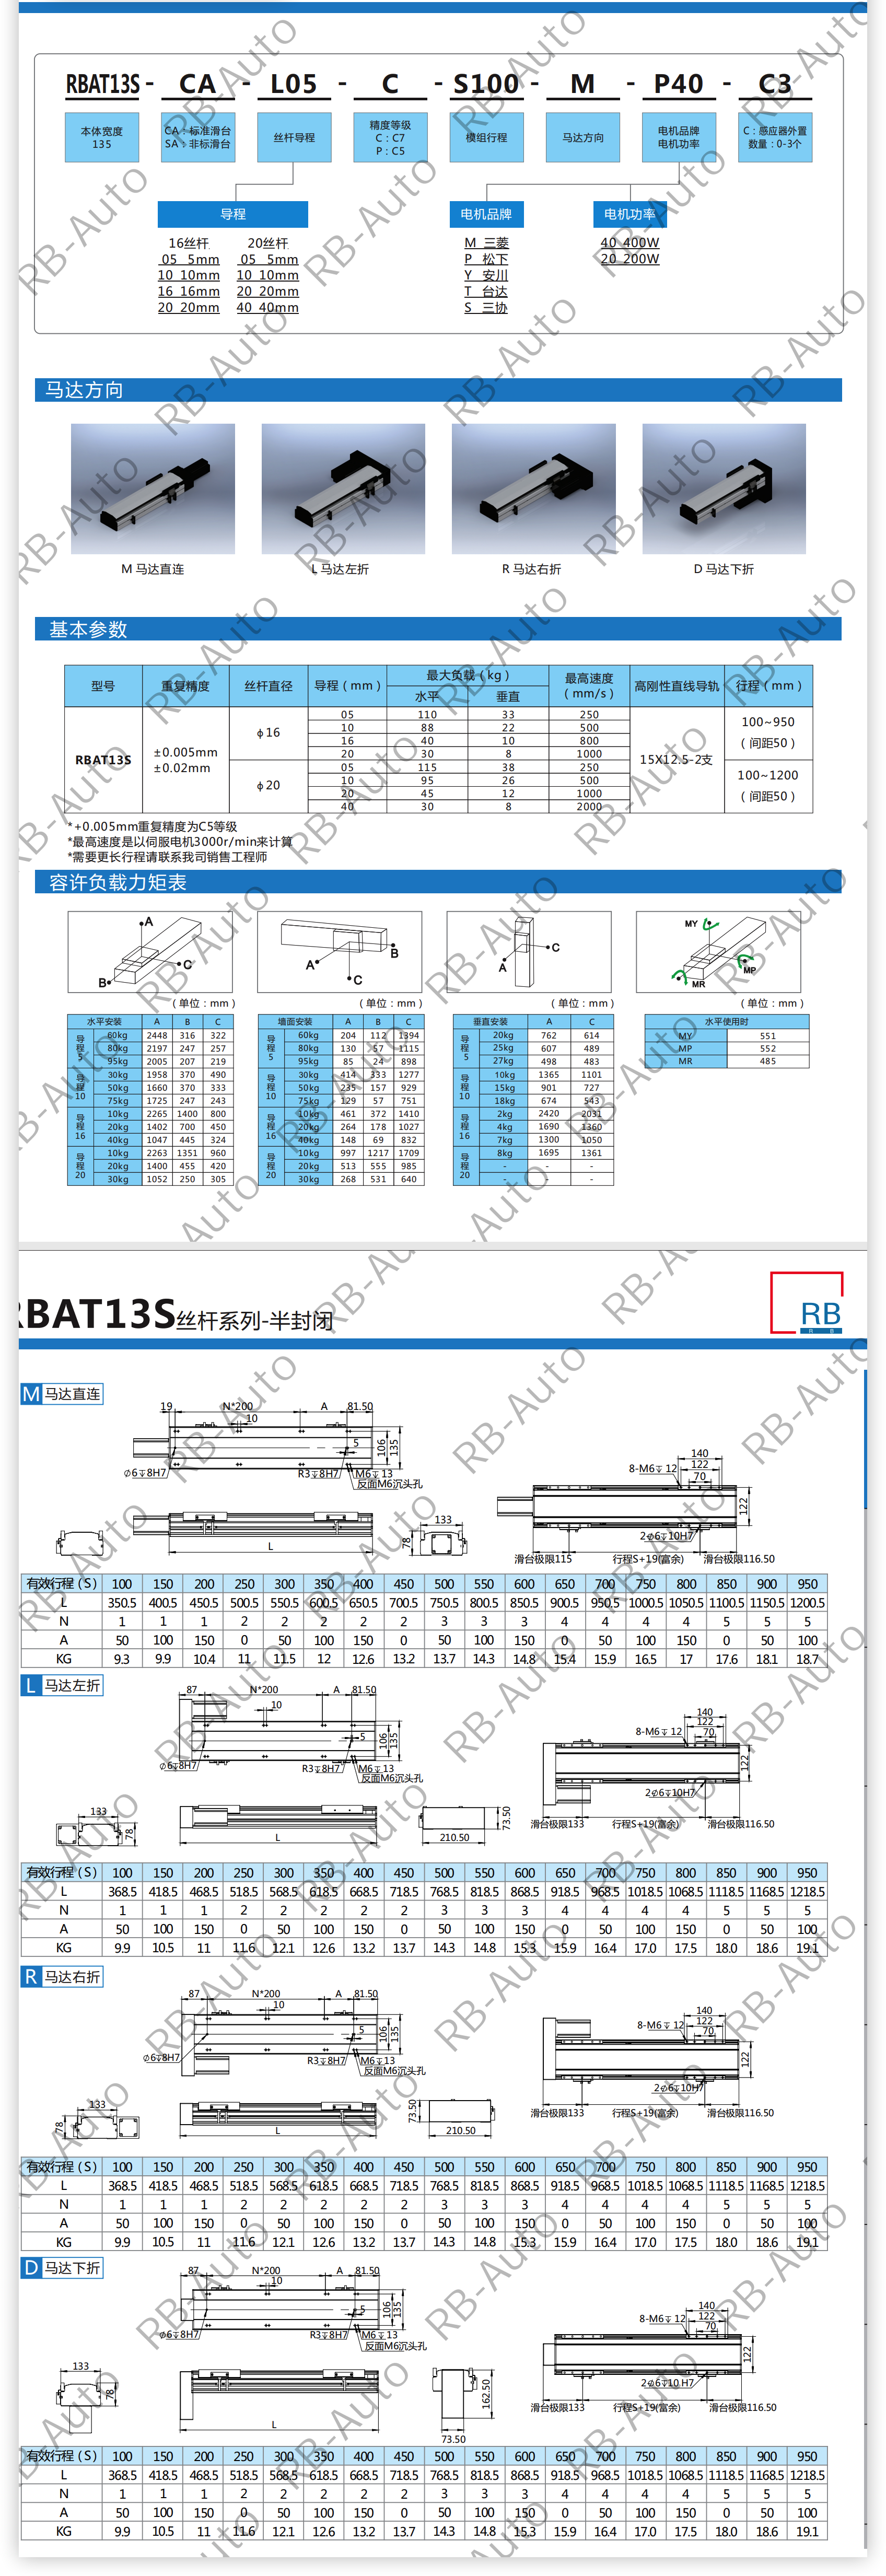 RBAT13S - CA - L05 - C - S100 - M - P40 - C3
本体宽度
135
CA：标准滑台
SA：非标滑台
丝杆导程
精度等级
C：C7
P：C5
模组行程
马达方向
电机品牌
电机功率
C：感应器外置
数量：0-3个
导程
16丝杆 20丝杆
05 5mm 05 5mm
10 10mm 10 10mm
16 16mm 20 20mm
20 20mm 40 40mm
电机品牌
M 三菱
P 松下
Y 安川
T 台达
S 三协
电机功率
40 400W
20 200W
马达方向
M 马达直连
L 马达左折
R 马达右折
D 马达下折
基本参数
型号 重复精度 丝杆直径 导程（mm） 最大负载（kg） 最高速度（mm/s） 高刚性直线导轨 行程（mm）
水平 垂直
RBAT13S
±0.005mm
±0.02mm
φ16
05 110 33 250
10 88 22 500
16 40 10 800
20 30 8 1000
φ20
05 115 38 250
10 95 26 500
20 45 12 1000
40 30 8 2000
15X12.5-2支
100~950
（间距50）
100~1200
（间距50）
*+0.005mm重复精度为C5等级
*最高速度是以伺服电机3000r/min来计算
*需要更长行程请联系我司销售工程师
容许负载力矩表
A
B
C
A
B
C
A
C
MY
MP
MR
（单位：mm）
（单位：mm）
（单位：mm）
（单位：mm）
水平安装 A B C
导程5
60kg 2448 316 322
80kg 2197 247 257
95kg 2005 207 219
导程10
30kg 1958 370 490
50kg 1660 370 333
75kg 1725 247 243
导程16
10kg 2265 1400 800
20kg 1402 700 450
40kg 1047 445 324
导程20
10kg 2263 1351 960
20kg 1400 455 420
30kg 1052 250 305
墙面安装 A B C
导程5
60kg 204 112 1394
80kg 130 57 1115
95kg 85 24 898
导程10
30kg 414 333 1277
50kg 235 157 929
75kg 129 57 751
导程16
10kg 461 372 1410
20kg 264 178 1027
40kg 148 69 832
导程20
10kg 997 1217 1709
20kg 513 555 985
30kg 268 531 640
垂直安装 A C
导程5
20kg 762 614
25kg 607 489
27kg 498 483
导程10
10kg 1365 1101
15kg 901 727
18kg 674 543
导程16
2kg 2420 2031
4kg 1690 1360
7kg 1300 1050
导程20
8kg 1695 1361
- - -
- - -
水平使用时
MY 551
MP 552
MR 485
RBAT13S丝杆系列-半封闭
RB
M 马达直连
19 N*200 A 81.50
10
5
106
135
∅6↧8H7 R3↧8H7 M6↧13
反面M6沉头孔
133
78
L
140
122
70
8-M6↧12
122
2∅6↧10H7
滑台极限115 行程S+19(富余) 滑台极限116.50
有效行程(S) 100 150 200 250 300 350 400 450 500 550 600 650 700 750 800 850 900 950
L 350.5 400.5 450.5 500.5 550.5 600.5 650.5 700.5 750.5 800.5 850.5 900.5 950.5 1000.5 1050.5 1100.5 1150.5 1200.5
N 1 1 1 2 2 2 2 2 3 3 3 4 4 4 4 5 5 5
A 50 100 150 0 50 100 150 0 50 100 150 0 50 100 150 0 50 100
KG 9.3 9.9 10.4 11 11.5 12 12.6 13.2 13.7 14.3 14.8 15.4 15.9 16.5 17 17.6 18.1 18.7
L 马达左折
87 N*200 A 81.50
10
5
106
135
∅6↧8H7 R3↧8H7 M6↧13
反面M6沉头孔
133
78
L
73.50
210.50
140
122
70
8-M6↧12
122
2∅6↧10H7
滑台极限133 行程S+19(富余) 滑台极限116.50
有效行程(S) 100 150 200 250 300 350 400 450 500 550 600 650 700 750 800 850 900 950
L 368.5 418.5 468.5 518.5 568.5 618.5 668.5 718.5 768.5 818.5 868.5 918.5 968.5 1018.5 1068.5 1118.5 1168.5 1218.5
N 1 1 1 2 2 2 2 2 3 3 3 4 4 4 4 5 5 5
A 50 100 150 0 50 100 150 0 50 100 150 0 50 100 150 0 50 100
KG 9.9 10.5 11 11.6 12.1 12.6 13.2 13.7 14.3 14.8 15.3 15.9 16.4 17.0 17.5 18.0 18.6 19.1
R 马达右折
87 N*200 A 81.50
10
5
106
135
∅6↧8H7 R3↧8H7 M6↧13
反面M6沉头孔
133
78
L
73.50
210.50
140
122
70
8-M6↧12
122
2∅6↧10H7
滑台极限133 行程S+19(富余) 滑台极限116.50
有效行程(S) 100 150 200 250 300 350 400 450 500 550 600 650 700 750 800 850 900 950
L 368.5 418.5 468.5 518.5 568.5 618.5 668.5 718.5 768.5 818.5 868.5 918.5 968.5 1018.5 1068.5 1118.5 1168.5 1218.5
N 1 1 1 2 2 2 2 2 3 3 3 4 4 4 4 5 5 5
A 50 100 150 0 50 100 150 0 50 100 150 0 50 100 150 0 50 100
KG 9.9 10.5 11 11.6 12.1 12.6 13.2 13.7 14.3 14.8 15.3 15.9 16.4 17.0 17.5 18.0 18.6 19.1
D 马达下折
87 N*200 A 81.50
10
5
106
135
∅6↧8H7 R3↧8H7 M6↧13
反面M6沉头孔
133
78
L
162.50
73.50
140
122
70
8-M6↧12
122
2∅6↧10 H7
滑台极限133 行程S+19(富余) 滑台极限116.50
有效行程(S) 100 150 200 250 300 350 400 450 500 550 600 650 700 750 800 850 900 950
L 368.5 418.5 468.5 518.5 568.5 618.5 668.5 718.5 768.5 818.5 868.5 918.5 968.5 1018.5 1068.5 1118.5 1168.5 1218.5
N 1 1 1 2 2 2 2 2 3 3 3 4 4 4 4 5 5 5
A 50 100 150 0 50 100 150 0 50 100 150 0 50 100 150 0 50 100
KG 9.9 10.5 11 11.6 12.1 12.6 13.2 13.7 14.3 14.8 15.3 15.9 16.4 17.0 17.5 18.0 18.6 19.1
RB-Auto